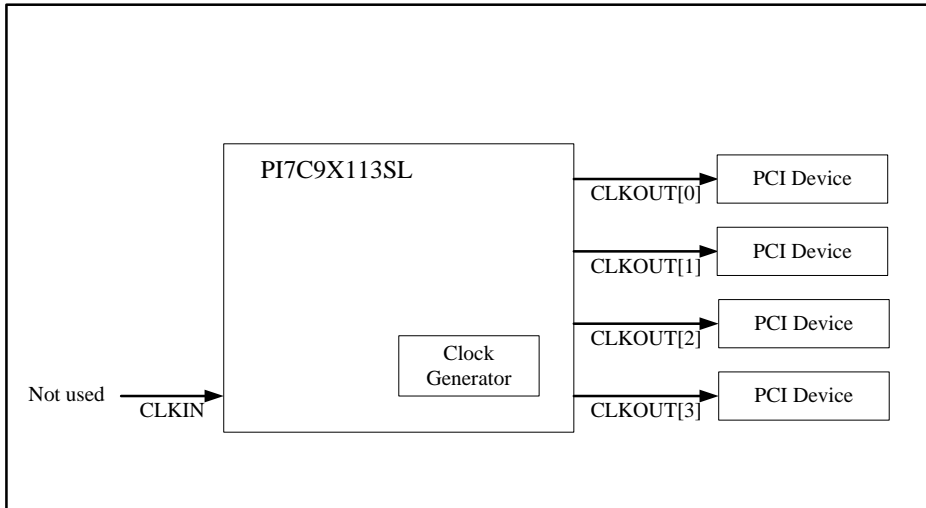 PI7C9X113SL
CLKOUT[0]
PCI Device
CLKOUT[1]
PCI Device
CLKOUT[2]
PCI Device
Clock
Generator
Not used
CLKIN
CLKOUT[3]
PCI Device